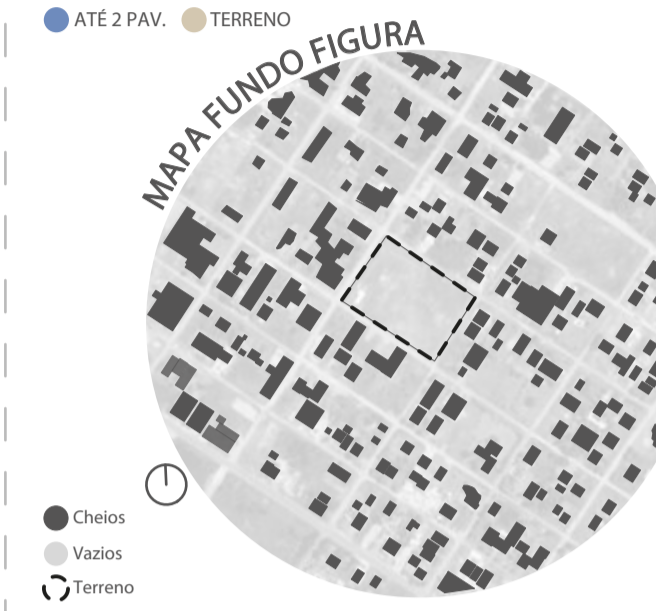 ATÉ 2 PAV. TERRENO
MAPA FUNDO FIGURA
Cheios
Vazios
Terreno